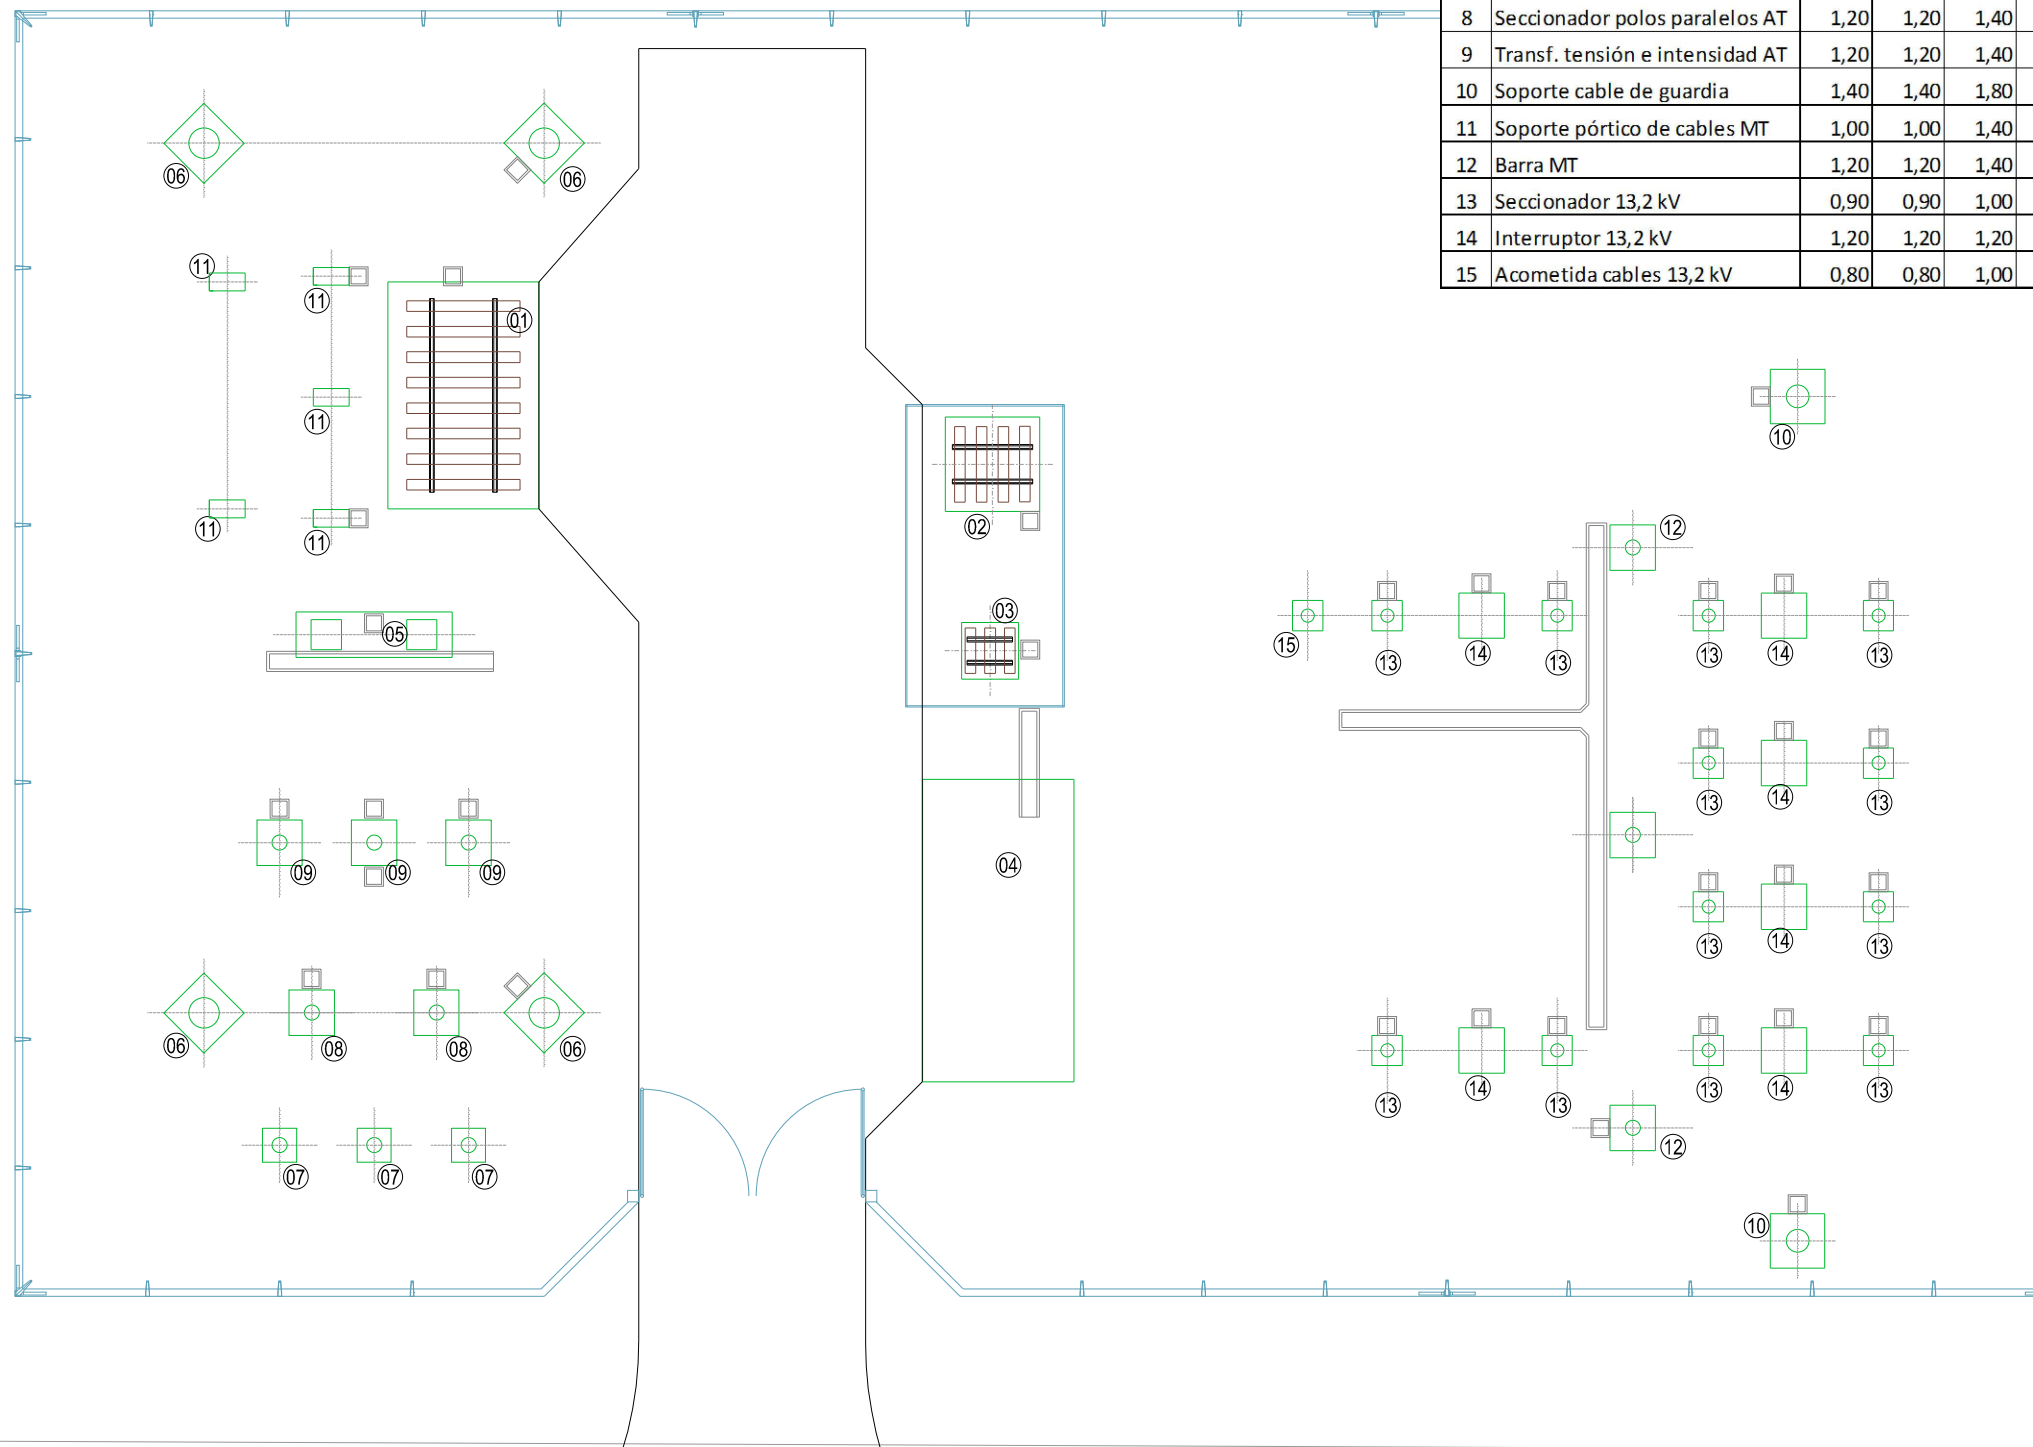 8 Seccionador polos paralelos AT 1,20 1,20 1,40
9 Transf. tensión e intensidad AT 1,20 1,20 1,40
10 Soporte cable de guardia 1,40 1,40 1,80
11 Soporte pórtico de cables MT 1,00 1,00 1,40
12 Barra MT 1,20 1,20 1,40
13 Seccionador 13,2 kV 0,90 0,90 1,00
14 Interruptor 13,2 kV 1,20 1,20 1,20
15 Acometida cables 13,2 kV 0,80 0,80 1,00
06 06
11 11 01
11 10
11 11 02 12
03
05 15 13 14 13 13 14 13
13 14 13
09 09 09 04
13 14 13
06 08 08 06
13 14 13 13 14 13
12
07 07 07
10